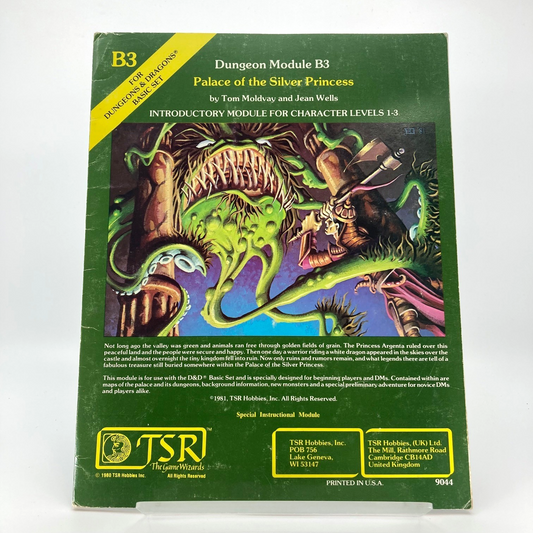 B3
FOR
DUNGEONS & DRAGONS®
BASIC SET
Dungeon Module B3
Palace of the Silver Princess
by Tom Moldvay and Jean Wells
INTRODUCTORY MODULE FOR CHARACTER LEVELS 1-3
Not long ago the valley was green and animals ran free through golden fields of grain. The Princess Argenta ruled over this
peaceful land and the people were secure and happy. Then one day a warrior riding a white dragon appeared in the skies over the
castle and almost overnight the tiny kingdom fell into ruin. Now only ruins and rumors remain, and what legends there are tell of a
fabulous treasure still buried somewhere within the Palace of the Silver Princess.
This module is for use with the D&D® Basic Set and is specially designed for beginning players and DMs. Contained within are
maps of the palace and its dungeons, background information, new monsters and a special preliminary adventure for novice DMs
and players alike.
©1981, TSR Hobbies, Inc. All Rights Reserved.
Special Instructional Module
TSR™
The Game Wizards
© 1980 TSR Hobbies Inc.
All Rights Reserved
TSR Hobbies, Inc.
POB 756
Lake Geneva,
WI 53147
TSR Hobbies, (UK) Ltd.
The Mill, Rathmore Road
Cambridge CB14AD
United Kingdom
PRINTED IN U.S.A.
9044